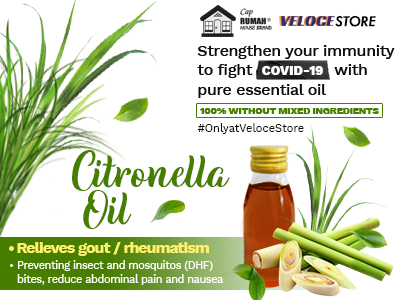 Cap
RUMAH®
HOUSE BRAND
VELOCE STORE
Strengthen your immunity
to fight COVID-19 with
pure essential oil
100% WITHOUT MIXED INGREDIENTS
#OnlyatVeloceStore
Citronella
Oil
• Relieves gout / rheumatism
• Preventing insect and mosquitos (DHF)
bites, reduce abdominal pain and nausea